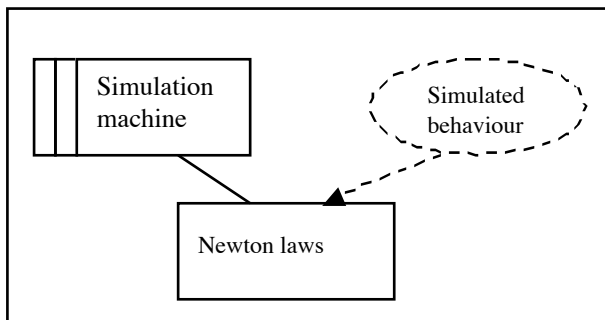 Simulation
machine
Simulated
behaviour
Newton laws